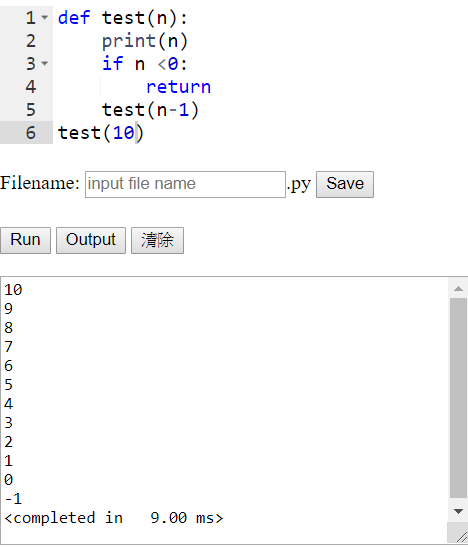 1 def test(n):
2     print(n)
3     if n <0:
4         return
5     test(n-1)
6 test(10)
Filename: input file name .py Save
Run Output 清除
10
9
8
7
6
5
4
3
2
1
0
-1
<completed in   9.00 ms>